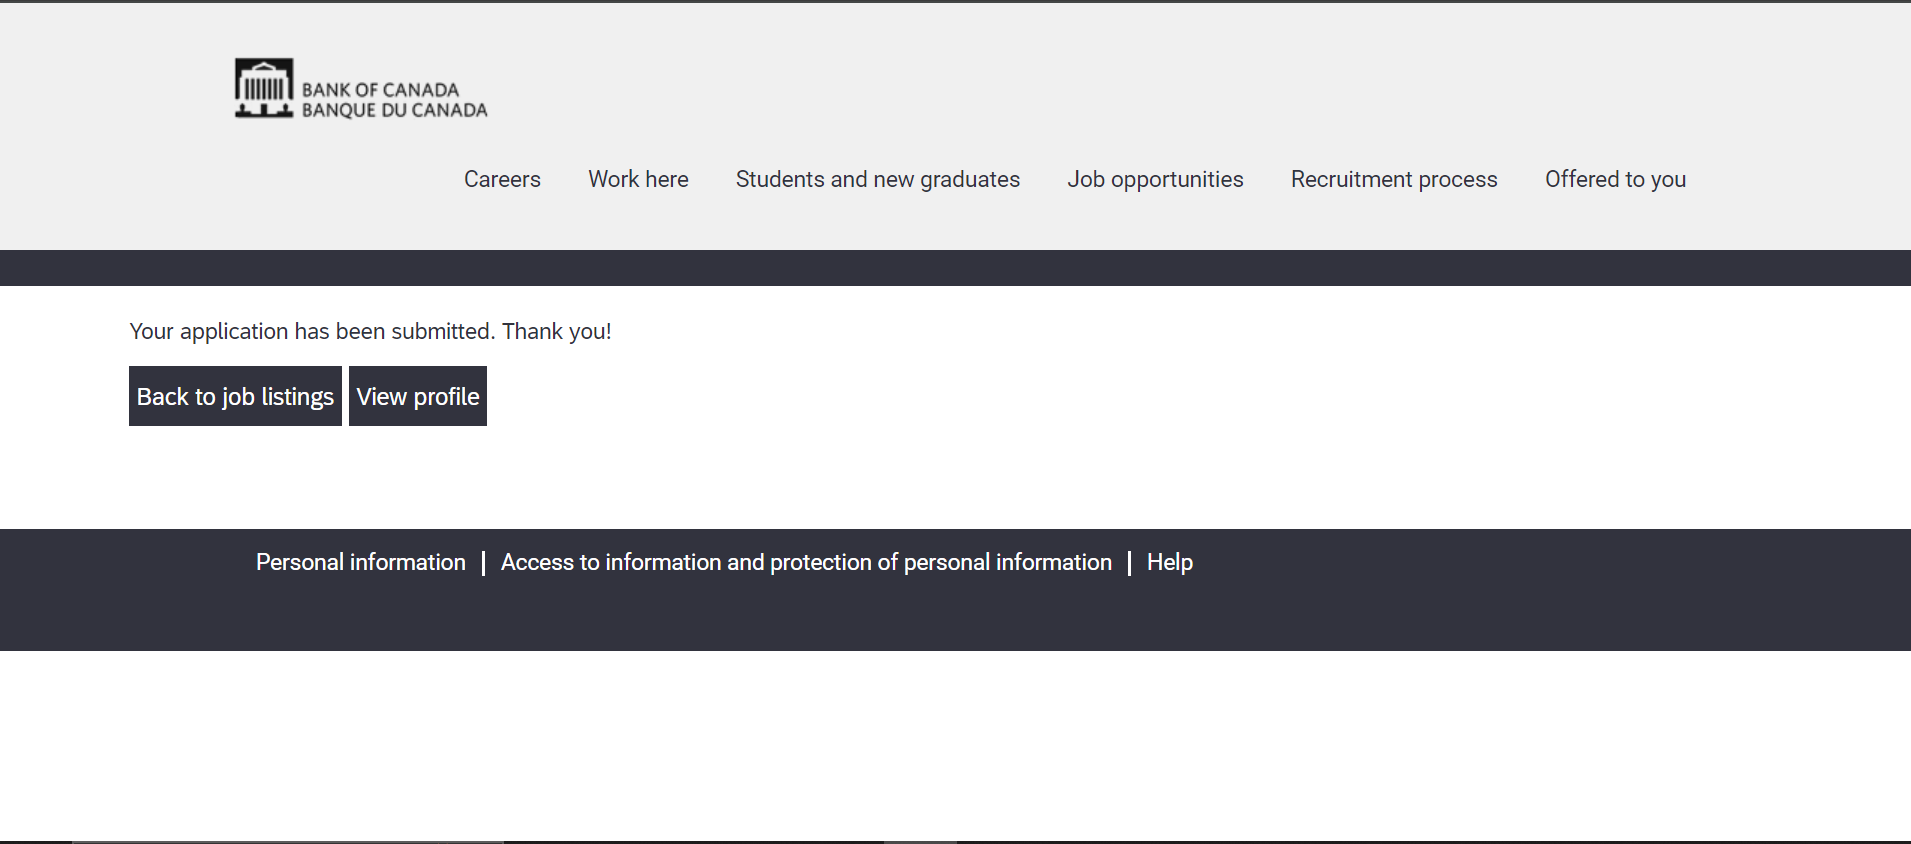 BANK OF CANADA
BANQUE DU CANADA
Careers Work here Students and new graduates Job opportunities Recruitment process Offered to you
Your application has been submitted. Thank you!
Back to job listings View profile
Personal information | Access to information and protection of personal information | Help